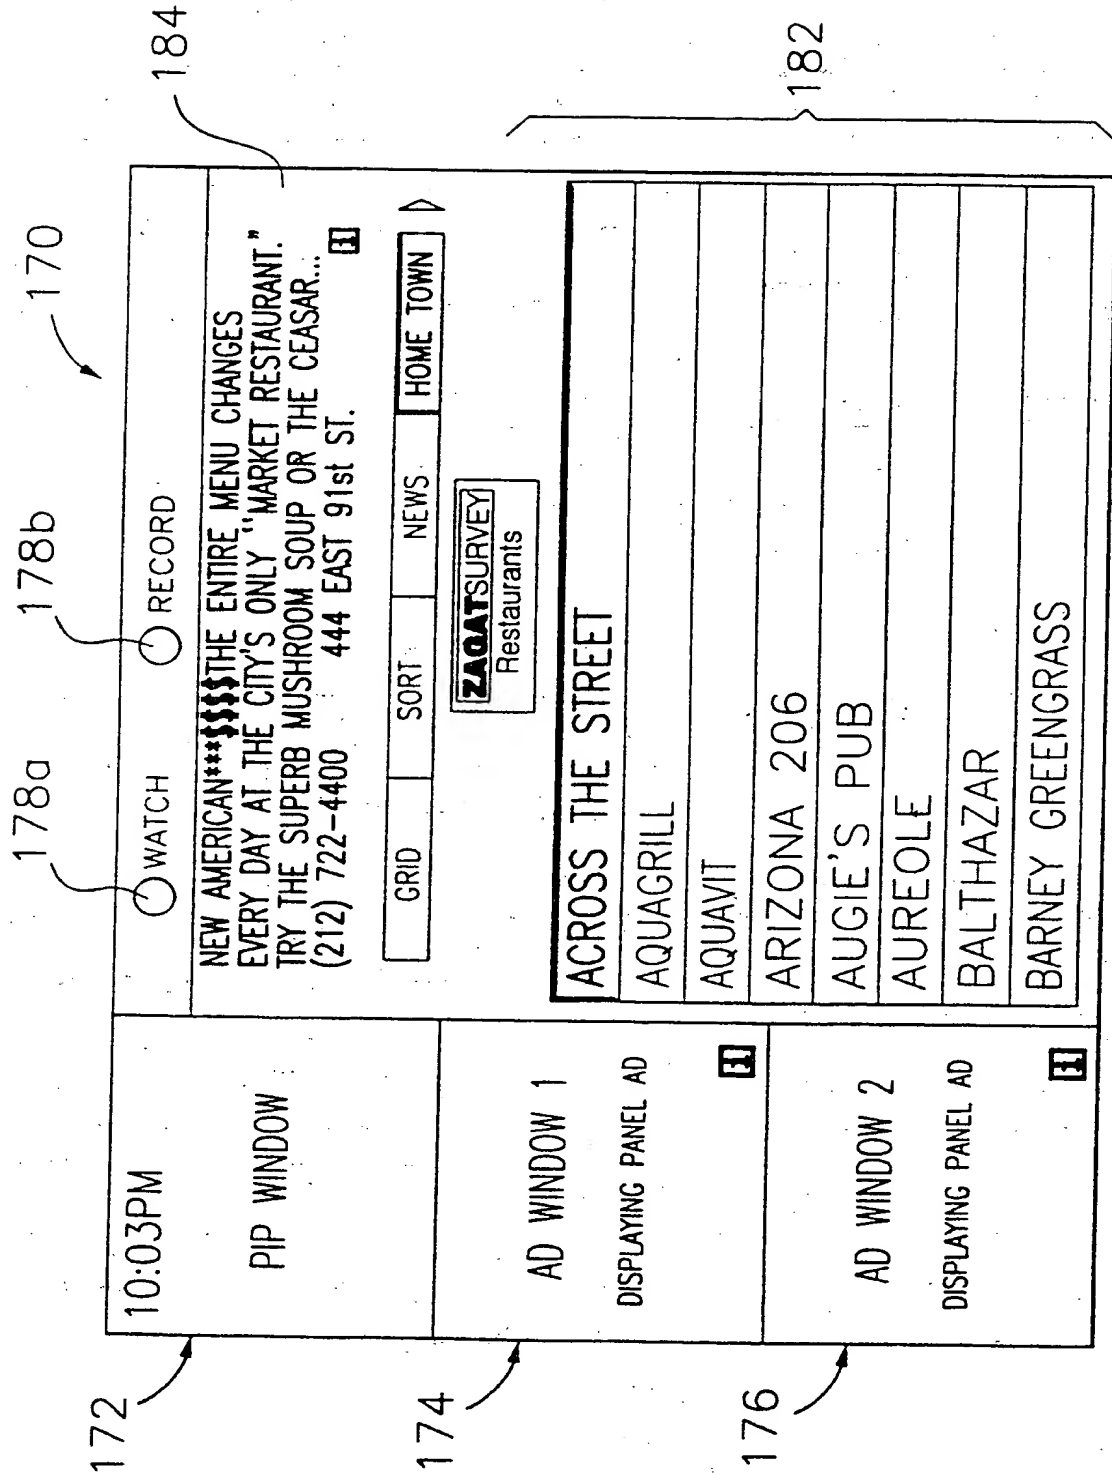 170
178a
178b
184
172
174
176
182
10:03PM
PIP WINDOW
AD WINDOW 1
DISPLAYING PANEL AD
i
AD WINDOW 2
DISPLAYING PANEL AD
i
WATCH
RECORD
NEW AMERICAN***$$$$THE ENTIRE MENU CHANGES
EVERY DAY AT THE CITY'S ONLY "MARKET RESTAURANT."
TRY THE SUPERB MUSHROOM SOUP OR THE CEASAR...
(212) 722-4400 444 EAST 91st ST. i
GRID SORT NEWS HOME TOWN
ZAGATSURVEY
Restaurants
ACROSS THE STREET
AQUAGRILL
AQUAVIT
ARIZONA 206
AUGIE'S PUB
AUREOLE
BALTHAZAR
BARNEY GREENGRASS